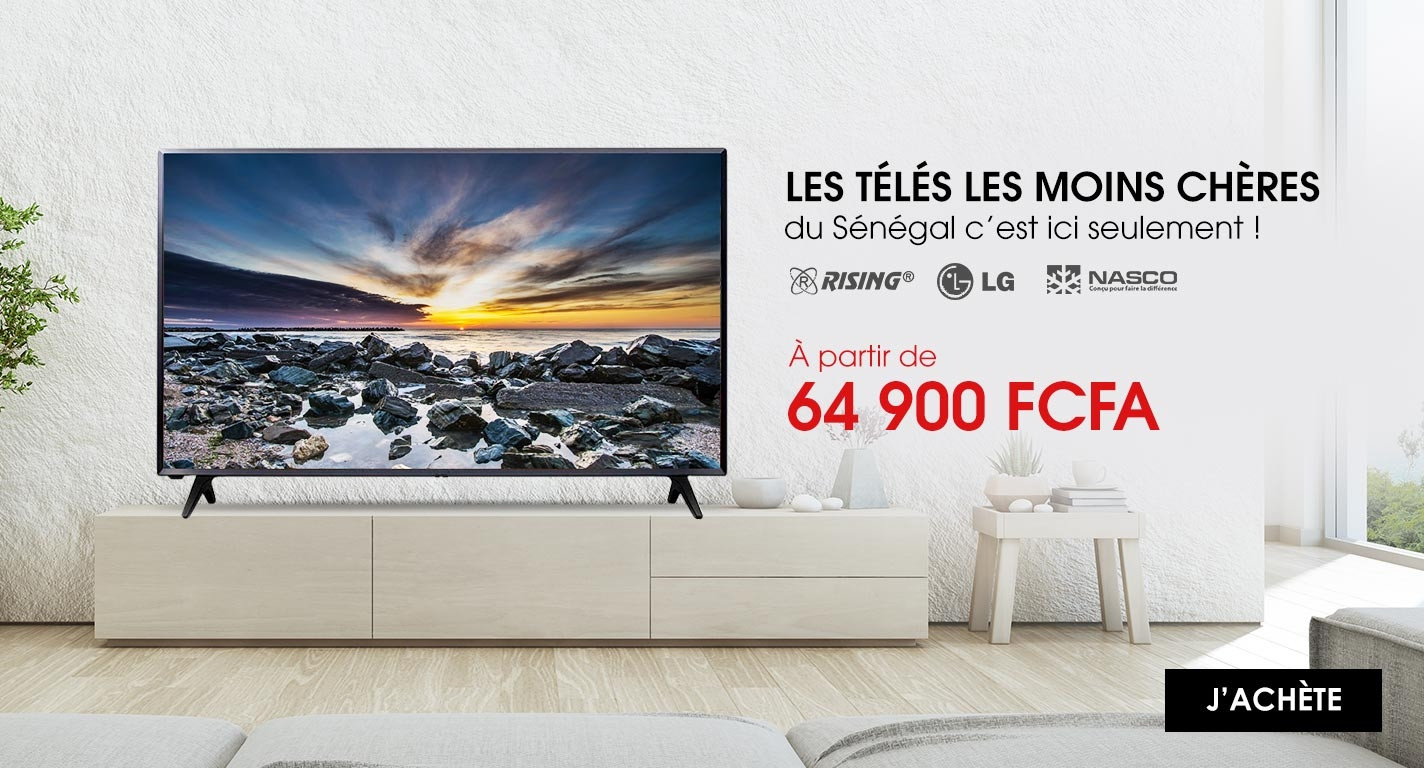 LES TÉLÉS LES MOINS CHÈRES
du Sénégal c’est ici seulement !
R RISING® LG LG NASCO
Conçu pour faire la différence
À partir de
64 900 FCFA
J’ACHÈTE